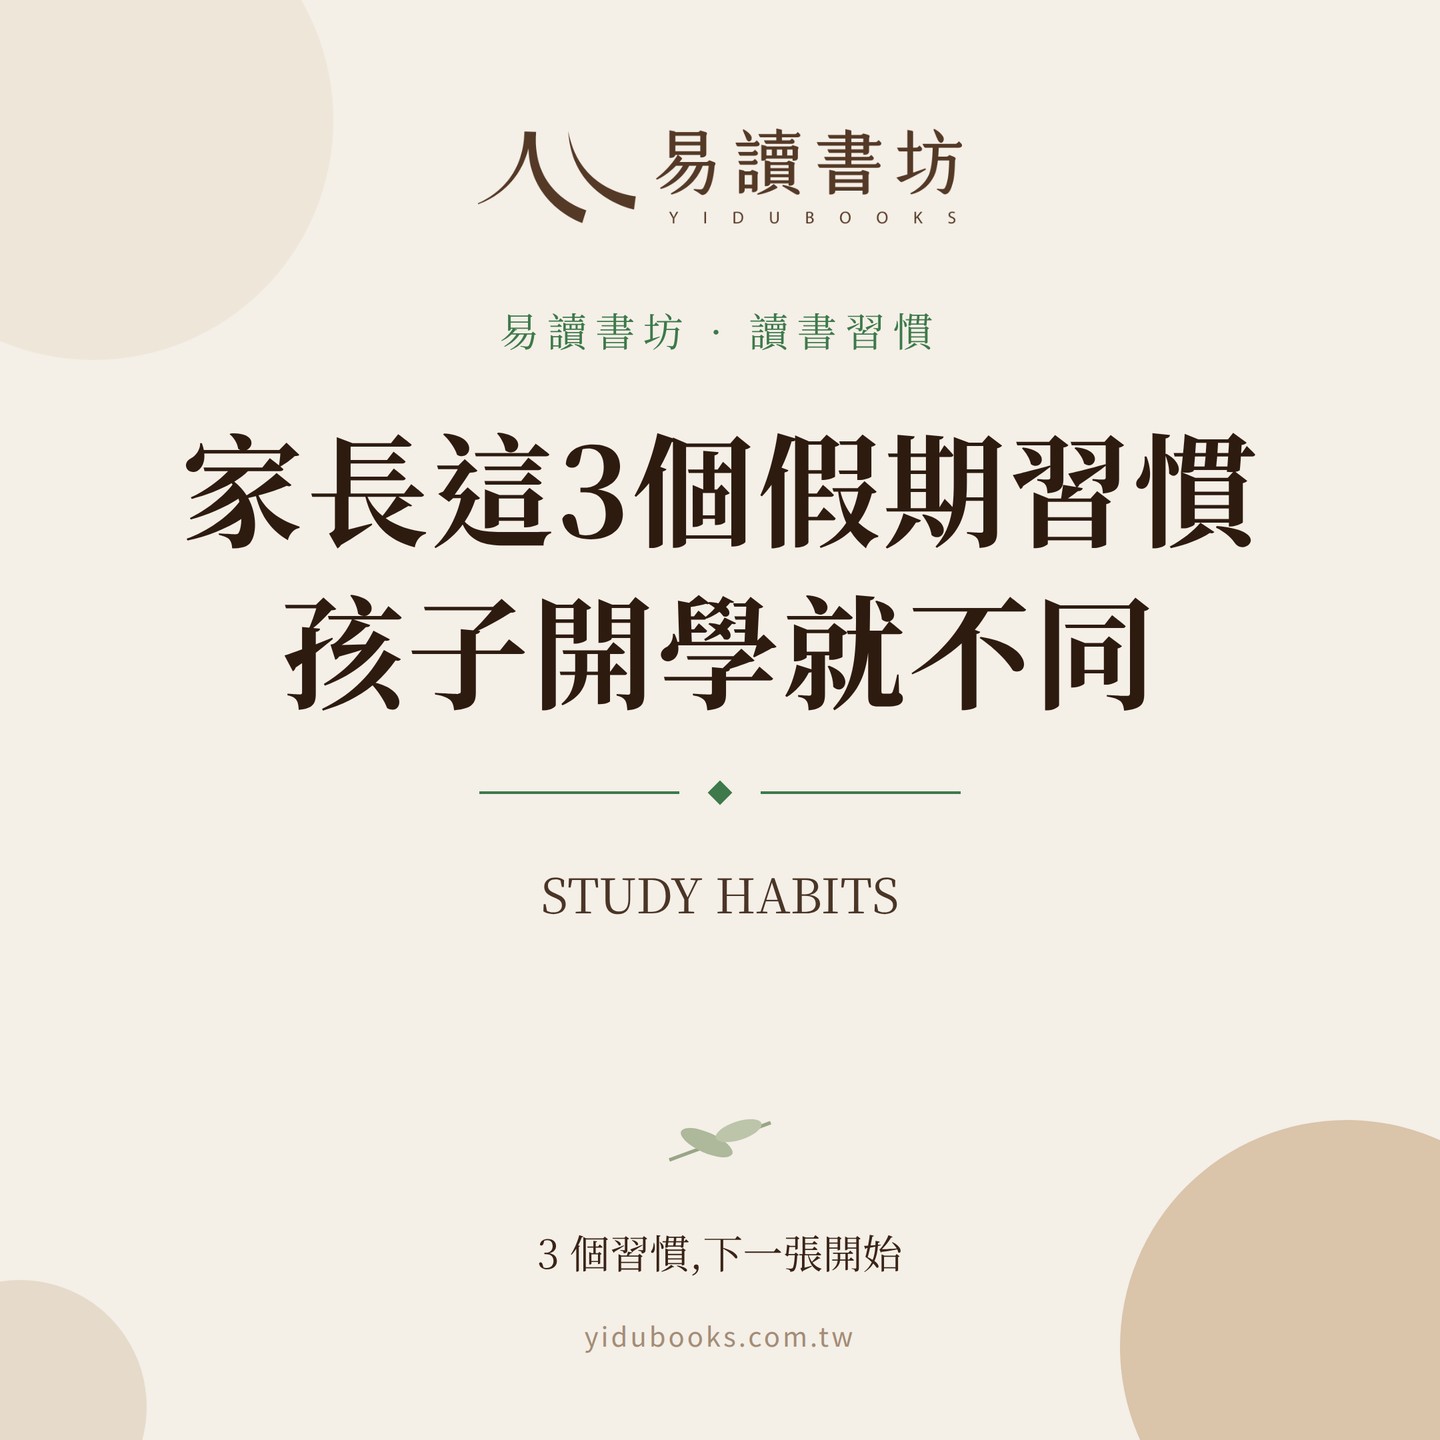 易讀書坊
YIDUBOOKS
易讀書坊 · 讀書習慣
家長這3個假期習慣
孩子開學就不同
STUDY HABITS
3 個習慣,下一張開始
yidubooks.com.tw